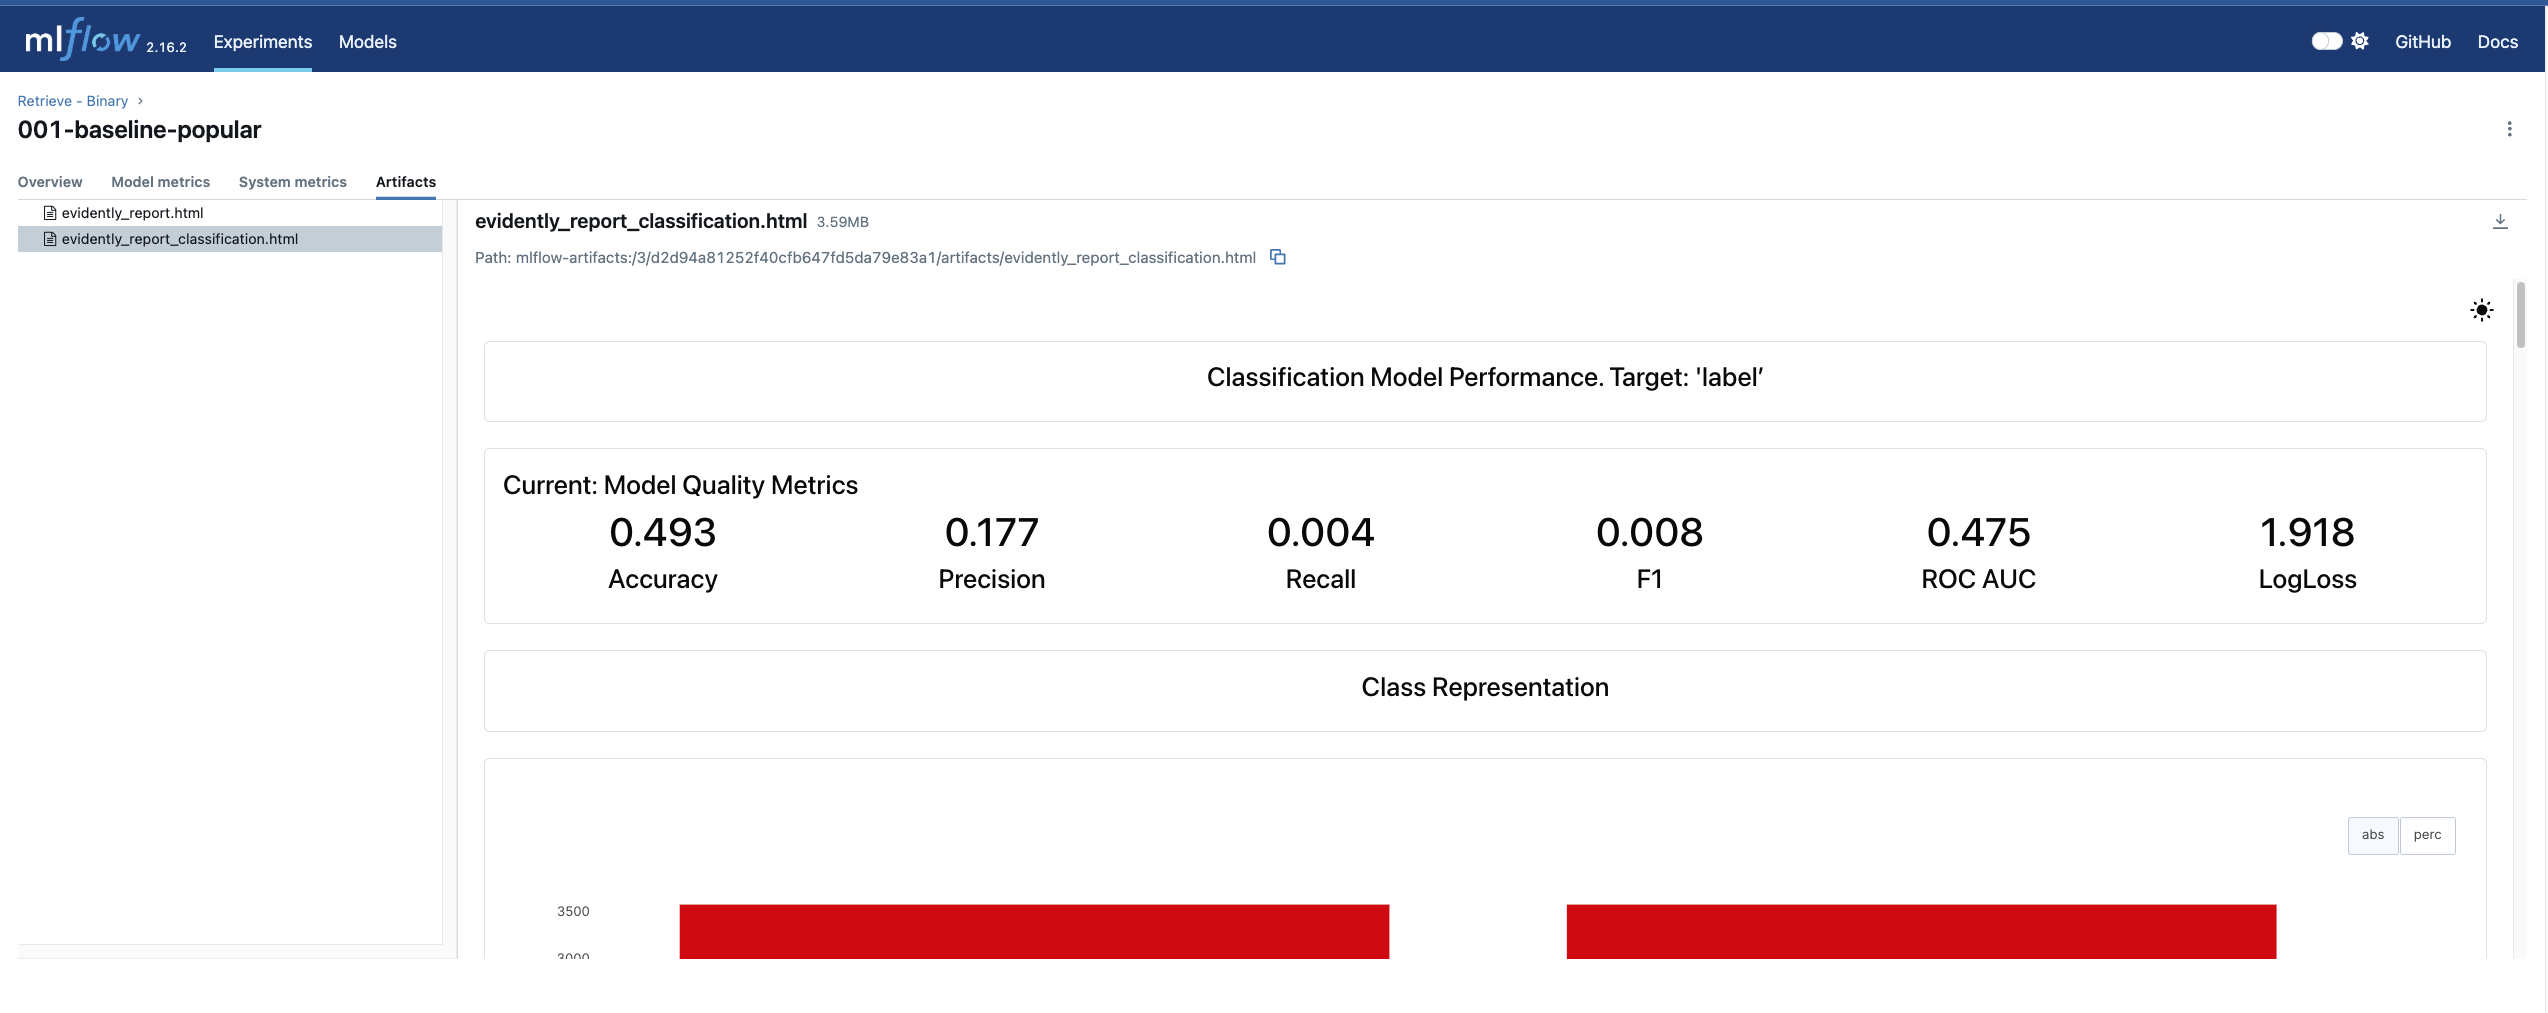 mlflow 2.16.2 Experiments Models GitHub Docs
Retrieve - Binary ›
001-baseline-popular
Overview Model metrics System metrics Artifacts
evidently_report.html
evidently_report_classification.html
evidently_report_classification.html 3.59MB
Path: mlflow-artifacts:/3/d2d94a81252f40cfb647fd5da79e83a1/artifacts/evidently_report_classification.html
Classification Model Performance. Target: 'label’
Current: Model Quality Metrics
0.493 0.177 0.004 0.008 0.475 1.918
Accuracy Precision Recall F1 ROC AUC LogLoss
Class Representation
abs perc
3500
3000